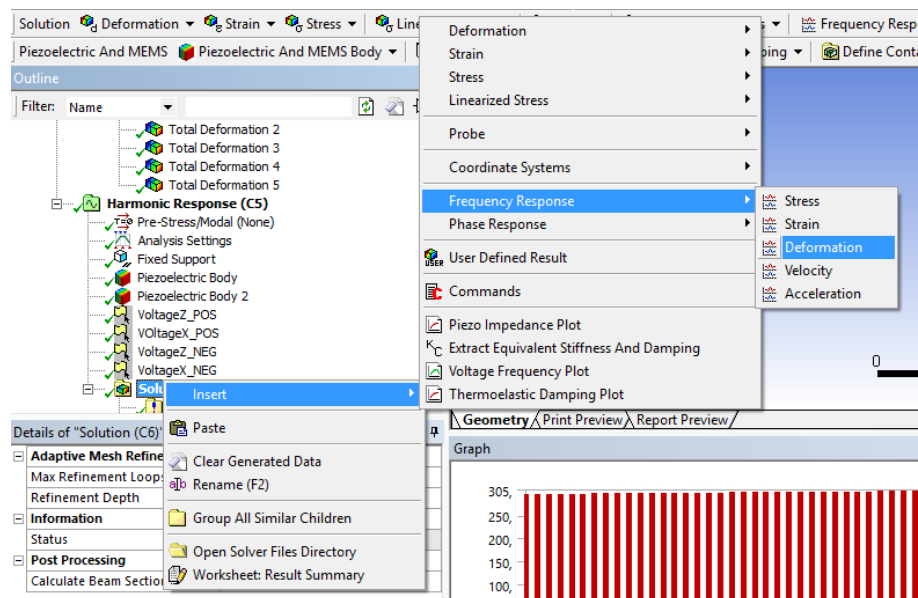 Solution Deformation Strain Stress Frequency Resp
Piezoelectric And MEMS Piezoelectric And MEMS Body Define Conta
Outline
Filter: Name
Total Deformation 2
Total Deformation 3
Total Deformation 4
Total Deformation 5
Harmonic Response (C5)
Pre-Stress/Modal (None)
Analysis Settings
Fixed Support
Piezoelectric Body
Piezoelectric Body 2
VoltageZ_POS
VOltageX_POS
VoltageZ_NEG
VoltageX_NEG
Details of "Solution (C6)"
Adaptive Mesh Refine
Max Refinement Loops
Refinement Depth
Information
Status
Post Processing
Calculate Beam Sectio
Insert
Paste
Clear Generated Data
Rename (F2)
Group All Similar Children
Open Solver Files Directory
Worksheet: Result Summary
Deformation
Strain
Stress
Linearized Stress
Probe
Coordinate Systems
Frequency Response
Phase Response
User Defined Result
Commands
Piezo Impedance Plot
Extract Equivalent Stiffness And Damping
Voltage Frequency Plot
Thermoelastic Damping Plot
Stress
Strain
Deformation
Velocity
Acceleration
0
Geometry Print Preview Report Preview
Graph
305,
250,
200,
150,
100,